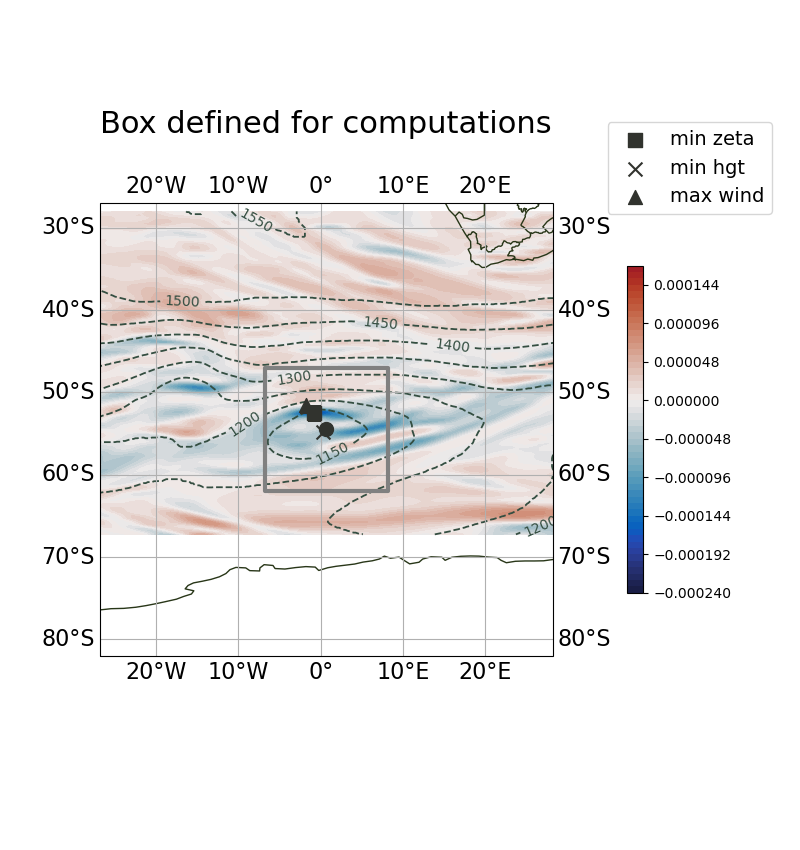 Box defined for computations
min zeta
min hgt
max wind
20°W 10°W 0° 10°E 20°E
30°S 1550 30°S
40°S 1500 40°S
1450
1400
50°S 1300 50°S
1200
1150
60°S 60°S
1200
70°S 70°S
80°S 80°S
20°W 10°W 0° 10°E 20°E
0.000144
0.000096
0.000048
0.000000
−0.000048
−0.000096
−0.000144
−0.000192
−0.000240